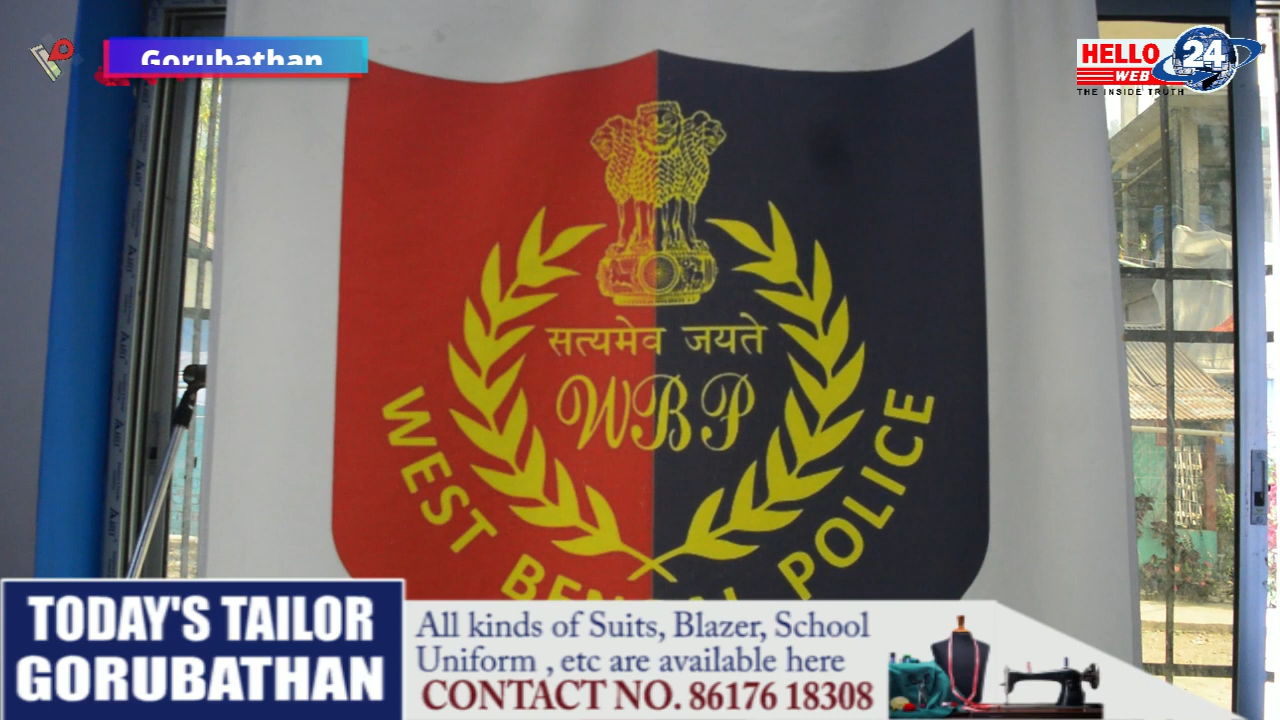 Gorubathan
HELLO
WEB
24
THE INSIDE TRUTH
सत्यमेव जयते
WBP
WEST BENGAL POLICE
TODAY'S TAILOR
GORUBATHAN
All kinds of Suits, Blazer, School
Uniform , etc are available here
CONTACT NO. 86176 18308